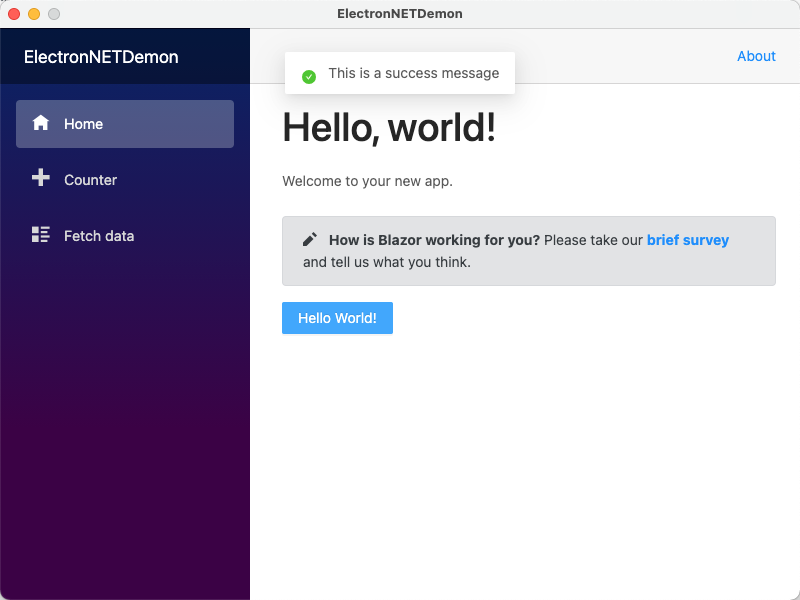 ElectronNETDemon
ElectronNETDemon
Home
Counter
Fetch data
About
This is a success message
Hello, world!
Welcome to your new app.
How is Blazor working for you? Please take our brief survey
and tell us what you think.
Hello World!